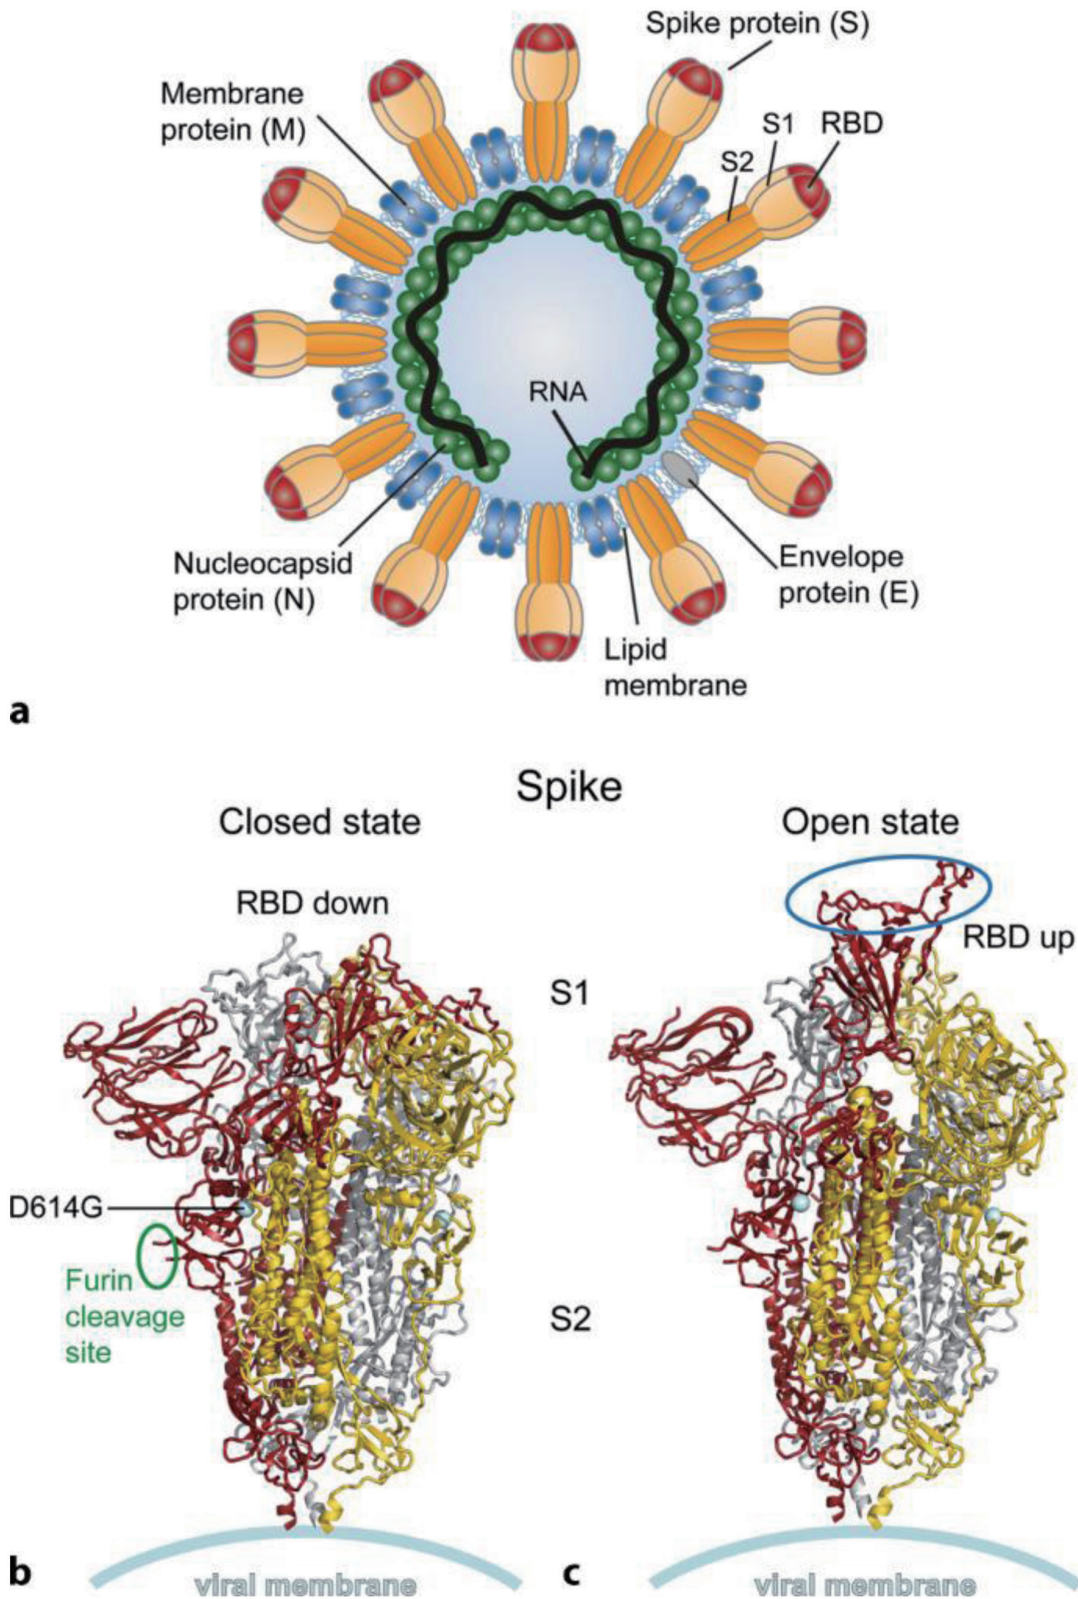 Spike protein (S)
Membrane
protein (M)
S1
RBD
S2
RNA
Nucleocapsid
protein (N)
Envelope
protein (E)
Lipid
membrane
a
Spike
Closed state
Open state
RBD down
RBD up
S1
D614G
Furin
cleavage
site
S2
b
viral membrane
c
viral membrane